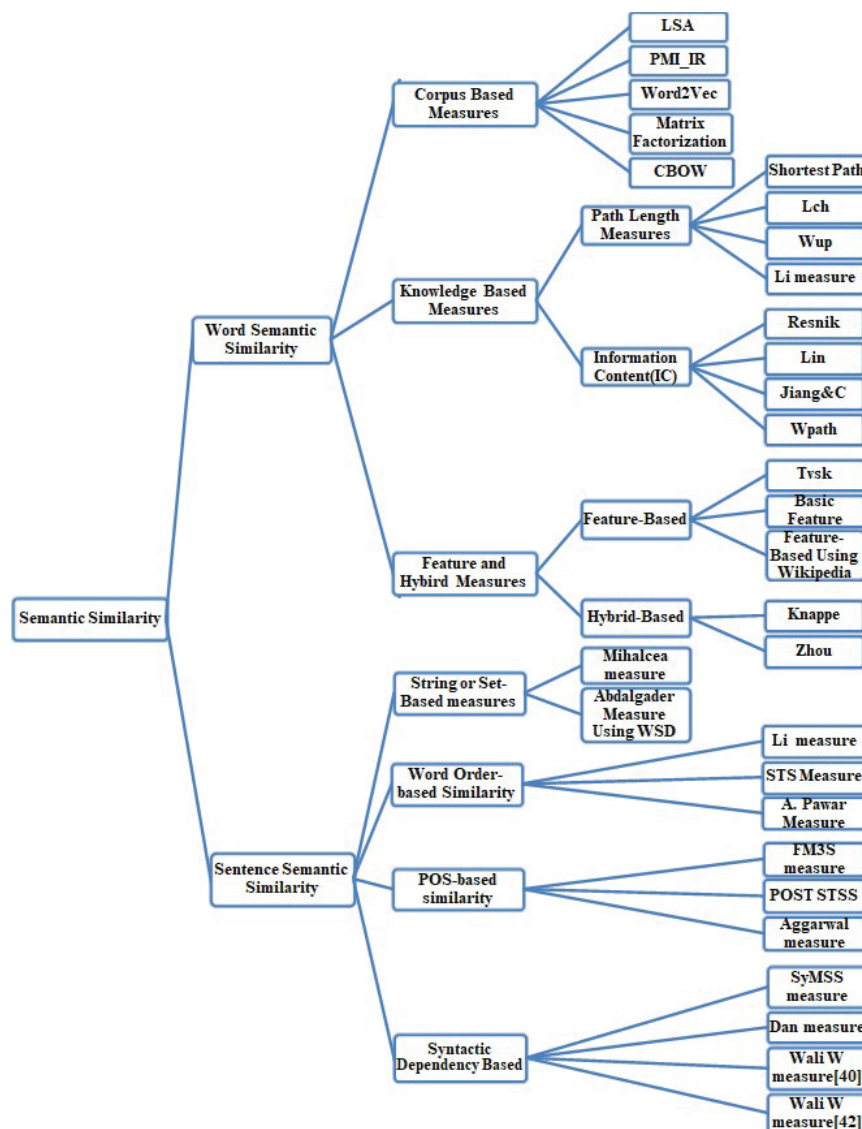 LSA
PMI_IR
Word2Vec
Matrix
Factorization
CBOW
Corpus Based
Measures
Shortest Path
Lch
Wup
Li measure
Path Length
Measures
Knowledge Based
Measures
Information
Content(IC)
Resnik
Lin
Jiang&C
Wpath
Word Semantic
Similarity
Tvsk
Basic
Feature
Feature-
Based Using
Wikipedia
Feature-Based
Feature and
Hybird Measures
Hybrid-Based
Knappe
Zhou
Semantic Similarity
String or Set-
Based measures
Mihalcea
measure
Abdalgader
Measure
Using WSD
Word Order-
based Similarity
Li measure
STS Measure
A. Pawar
Measure
Sentence Semantic
Similarity
POS-based
similarity
FM3S
measure
POST STSS
Aggarwal
measure
Syntactic
Dependency Based
SyMSS
measure
Dan measure
Wali W
measure[40]
Wali W
measure[42]